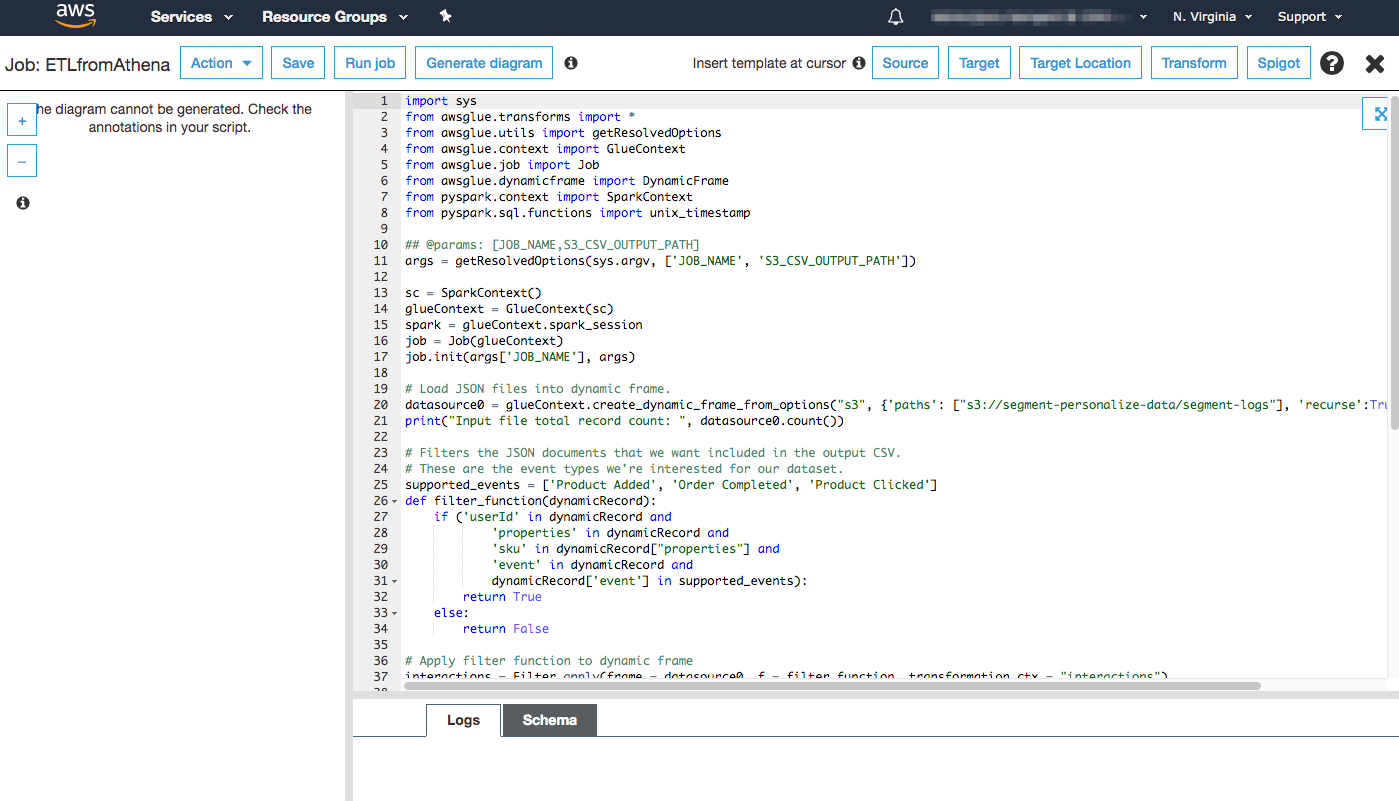 aws Services Resource Groups N. Virginia Support
Job: ETLfromAthena Action Save Run job Generate diagram Insert template at cursor Source Target Target Location Transform Spigot
he diagram cannot be generated. Check the
annotations in your script.
+
–
1 import sys
2 from awsglue.transforms import *
3 from awsglue.utils import getResolvedOptions
4 from awsglue.context import GlueContext
5 from awsglue.job import Job
6 from awsglue.dynamicframe import DynamicFrame
7 from pyspark.context import SparkContext
8 from pyspark.sql.functions import unix_timestamp
9
10 ## @params: [JOB_NAME,S3_CSV_OUTPUT_PATH]
11 args = getResolvedOptions(sys.argv, ['JOB_NAME', 'S3_CSV_OUTPUT_PATH'])
12
13 sc = SparkContext()
14 glueContext = GlueContext(sc)
15 spark = glueContext.spark_session
16 job = Job(glueContext)
17 job.init(args['JOB_NAME'], args)
18
19 # Load JSON files into dynamic frame.
20 datasource0 = glueContext.create_dynamic_frame_from_options("s3", {'paths': ["s3://segment-personalize-data/segment-logs"], 'recurse':Tru
21 print("Input file total record count: ", datasource0.count())
22
23 # Filters the JSON documents that we want included in the output CSV.
24 # These are the event types we're interested for our dataset.
25 supported_events = ['Product Added', 'Order Completed', 'Product Clicked']
26 def filter_function(dynamicRecord):
27     if ('userId' in dynamicRecord and
28             'properties' in dynamicRecord and
29             'sku' in dynamicRecord["properties"] and
30             'event' in dynamicRecord and
31             dynamicRecord['event'] in supported_events):
32         return True
33     else:
34         return False
35
36 # Apply filter function to dynamic frame
37 interactions = Filter.apply(frame = datasource0, f = filter_function, transformation_ctx = "interactions")
38
Logs Schema